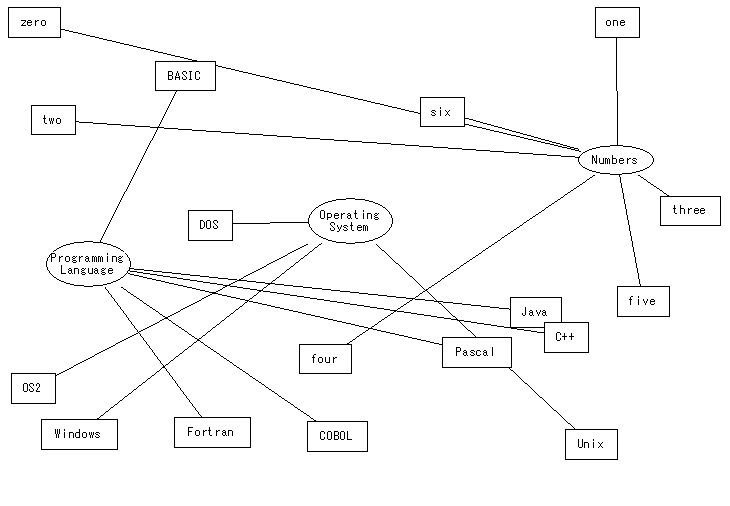 zero
one
BASIC
six
two
Numbers
three
DOS
Operating
System
Programming
Language
five
Java
C++
four
Pascal
OS2
Windows
Fortran
COBOL
Unix